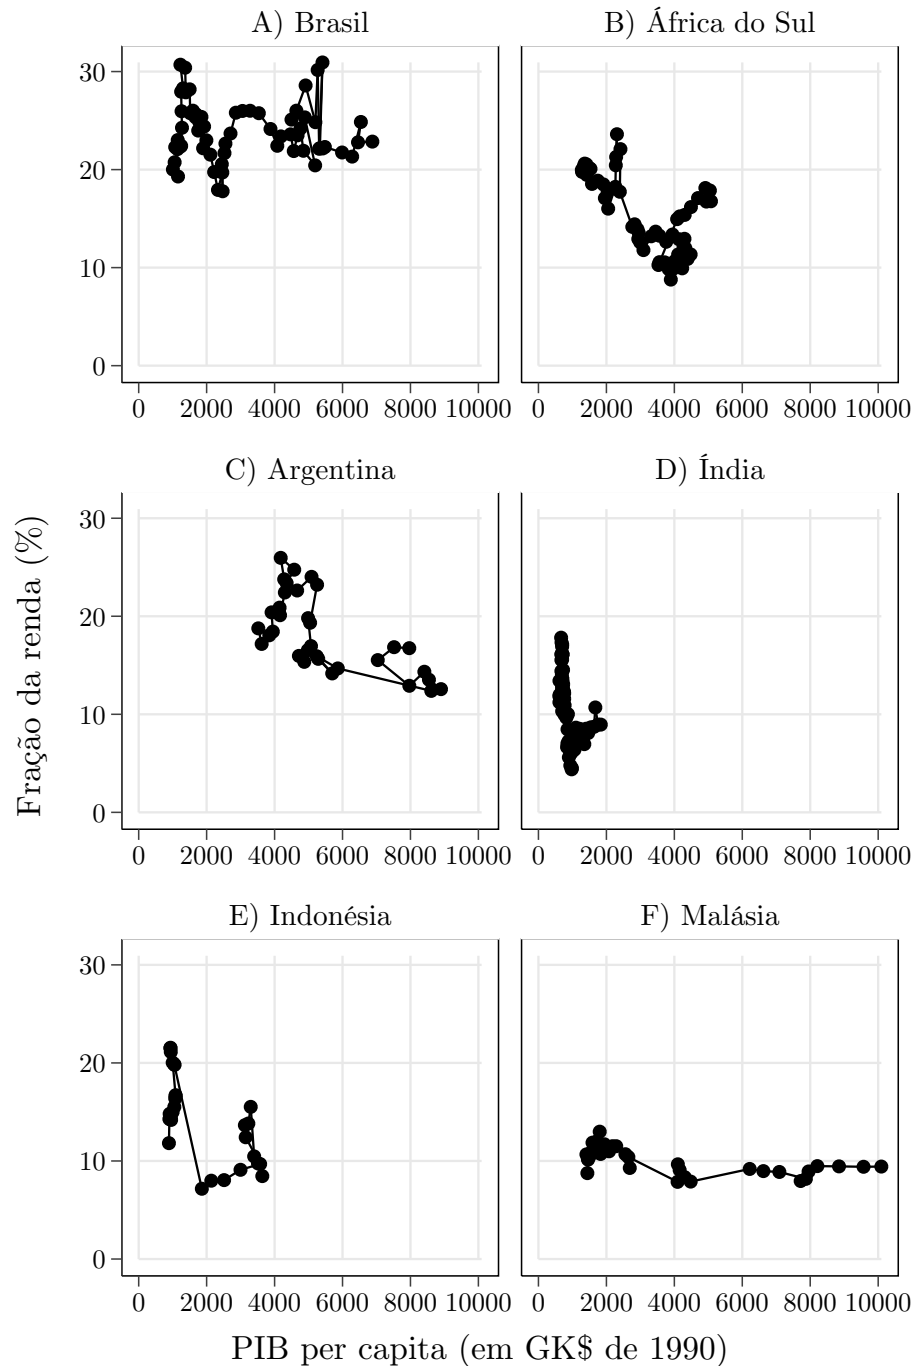 A) Brasil
B) África do Sul
30
20
10
0
0 2000 4000 6000 8000 10000
0 2000 4000 6000 8000 10000
C) Argentina
D) Índia
Fração da renda (%)
30
20
10
0
0 2000 4000 6000 8000 10000
0 2000 4000 6000 8000 10000
E) Indonésia
F) Malásia
30
20
10
0
0 2000 4000 6000 8000 10000
0 2000 4000 6000 8000 10000
PIB per capita (em GK$ de 1990)